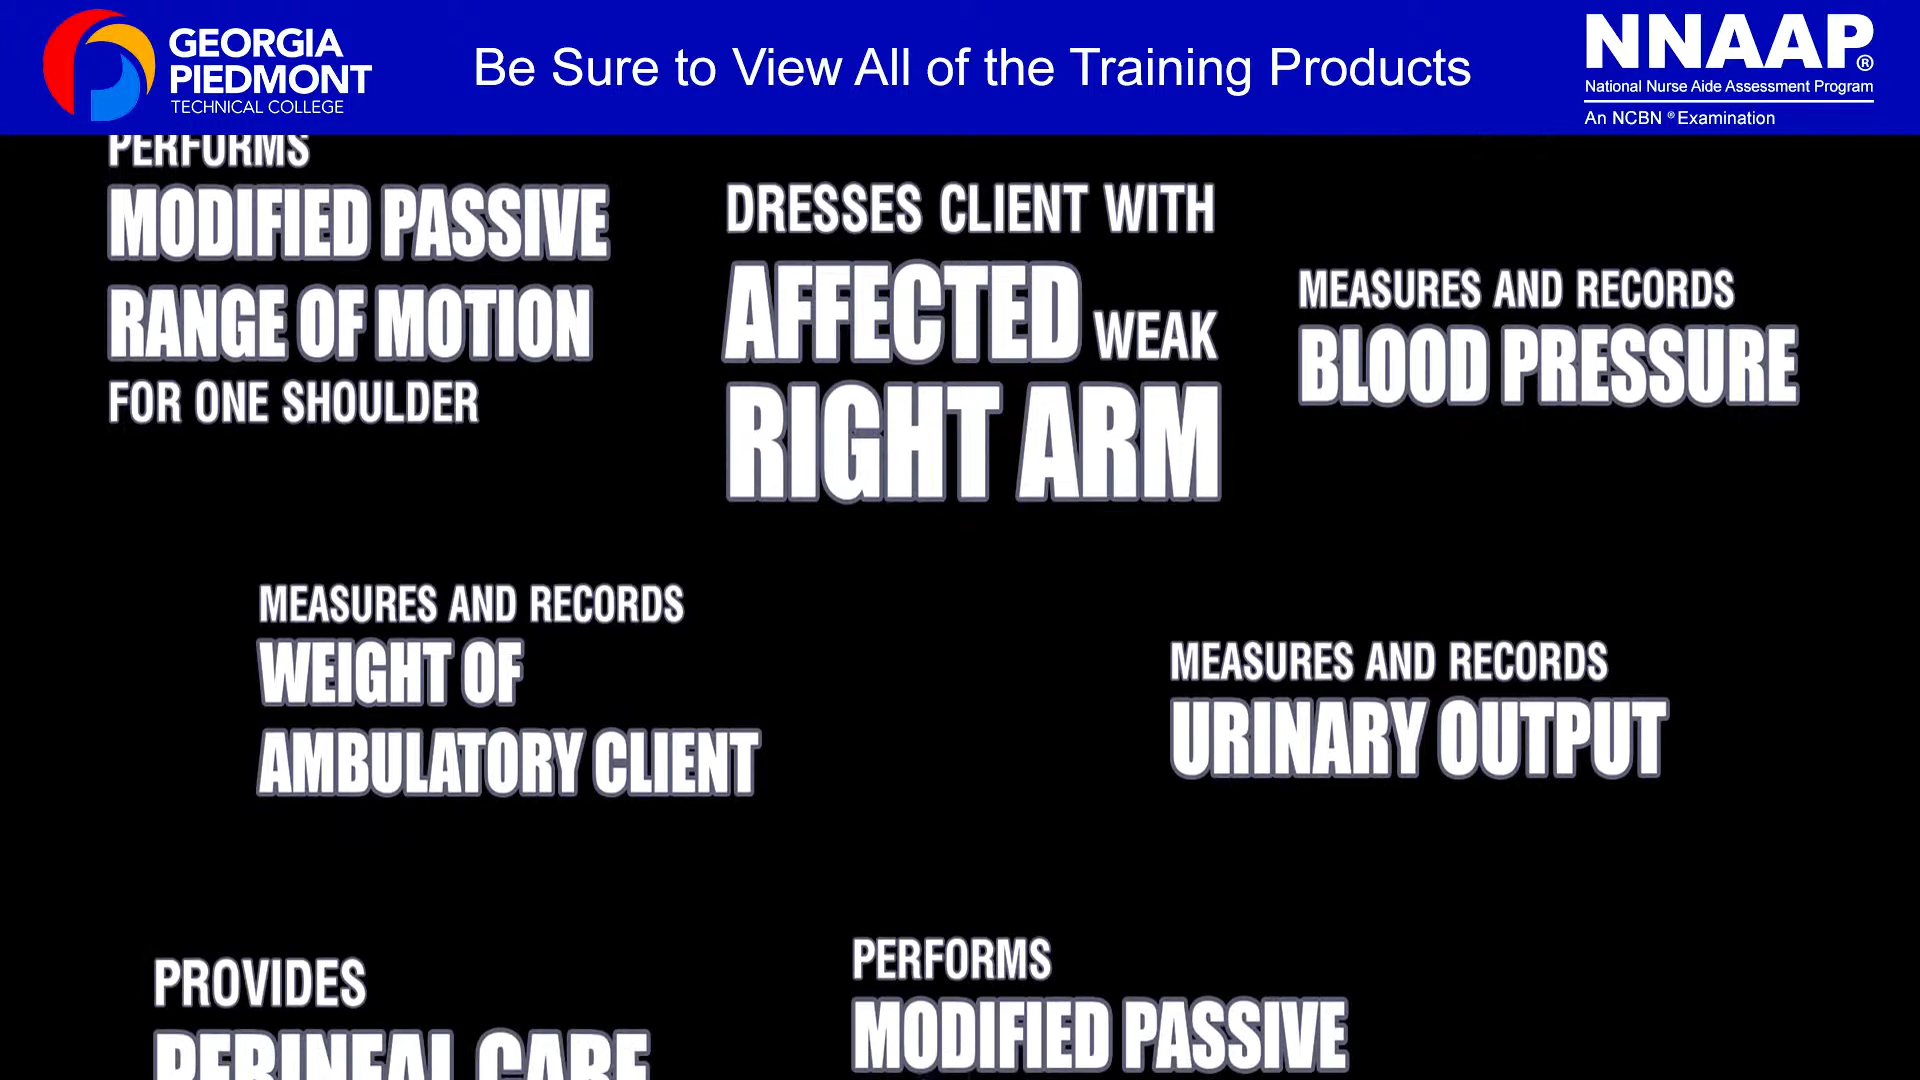 GEORGIA
PIEDMONT
TECHNICAL COLLEGE
Be Sure to View All of the Training Products
NNAAP®
National Nurse Aide Assessment Program
An NCBN ® Examination
PERFORMS
MODIFIED PASSIVE
RANGE OF MOTION
FOR ONE SHOULDER
DRESSES CLIENT WITH
AFFECTED WEAK
RIGHT ARM
MEASURES AND RECORDS
BLOOD PRESSURE
MEASURES AND RECORDS
WEIGHT OF
AMBULATORY CLIENT
MEASURES AND RECORDS
URINARY OUTPUT
PROVIDES
PERINEAL CARE
PERFORMS
MODIFIED PASSIVE